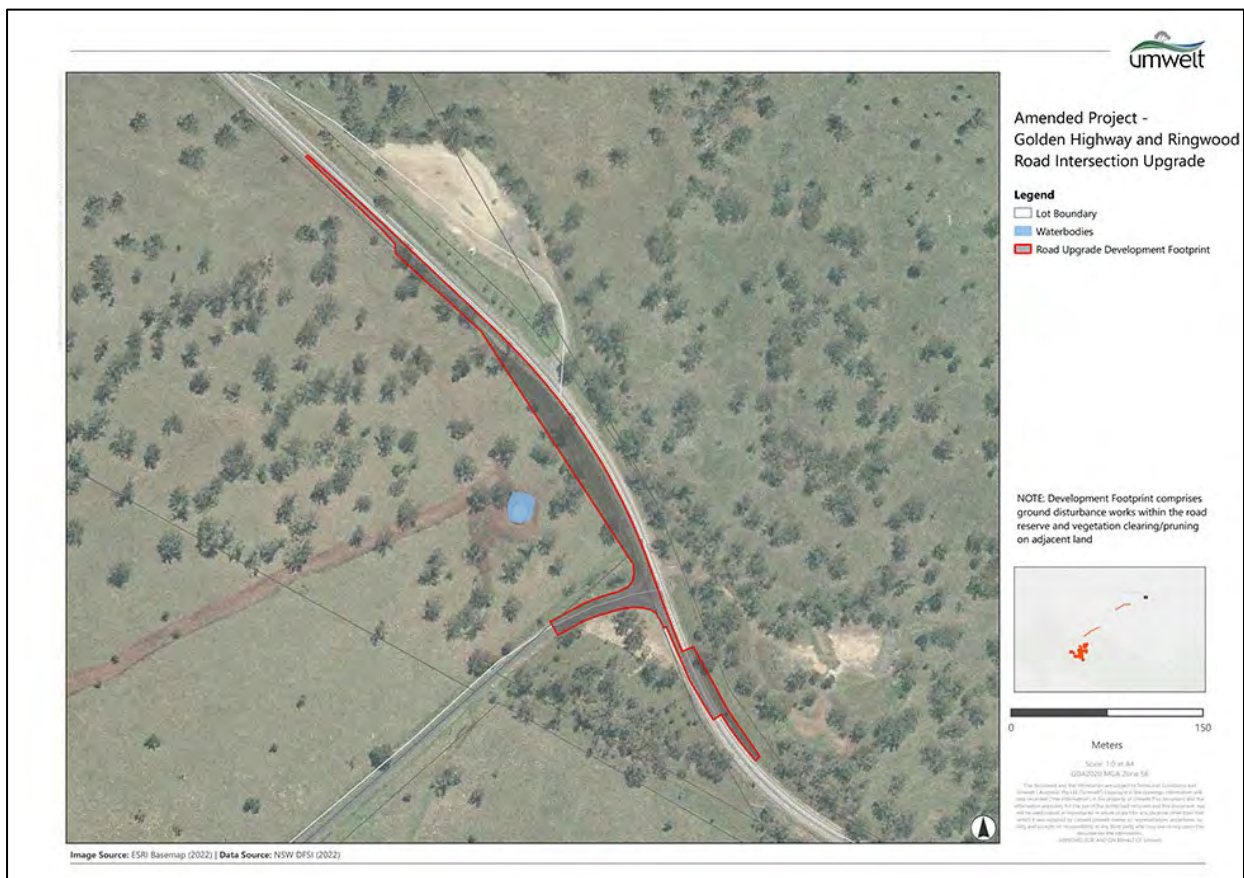 umwelt
Amended Project -
Golden Highway and Ringwood
Road Intersection Upgrade
Legend
Lot Boundary
Waterbodies
Road Upgrade Development Footprint
NOTE: Development Footprint comprises
ground disturbance works within the road
reserve and vegetation clearing/pruning
on adjacent land
0
150
Meters
GDA2020 MGA Zone 56
Image Source: ESRI Basemap (2022) | Data Source: NSW DFSI (2022)